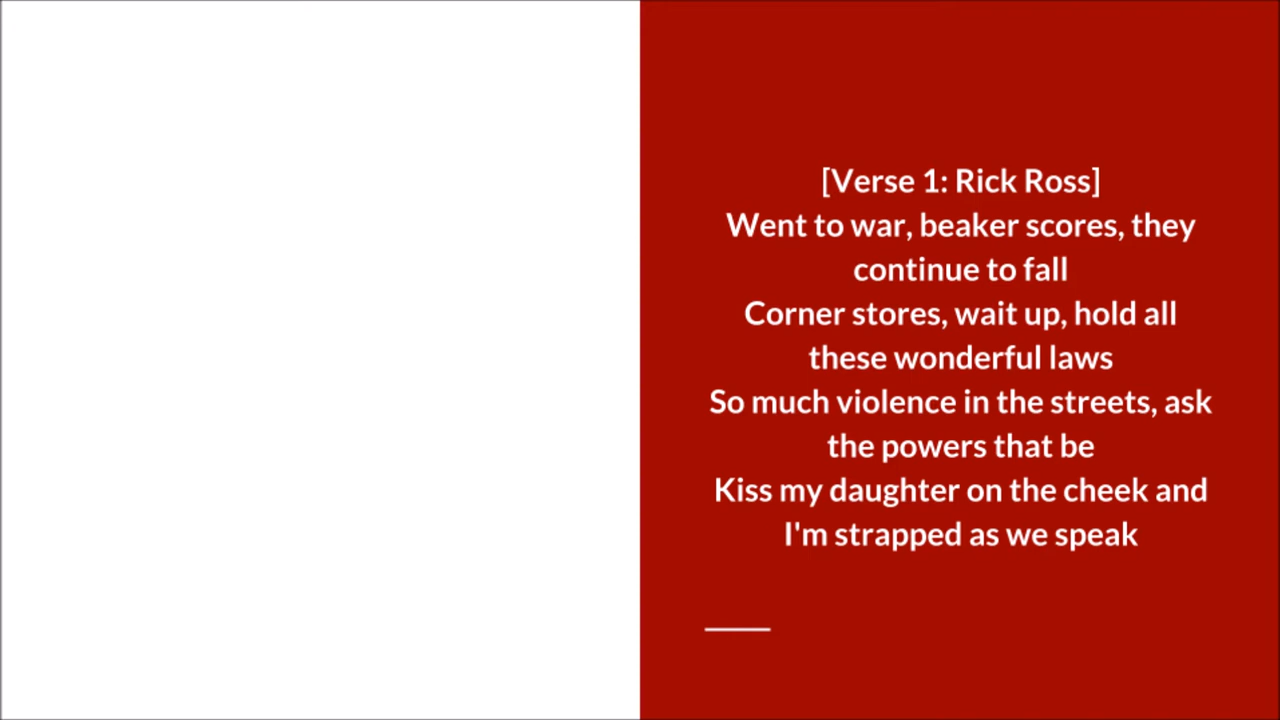 [Verse 1: Rick Ross]
Went to war, beaker scores, they
continue to fall
Corner stores, wait up, hold all
these wonderful laws
So much violence in the streets, ask
the powers that be
Kiss my daughter on the cheek and
I'm strapped as we speak